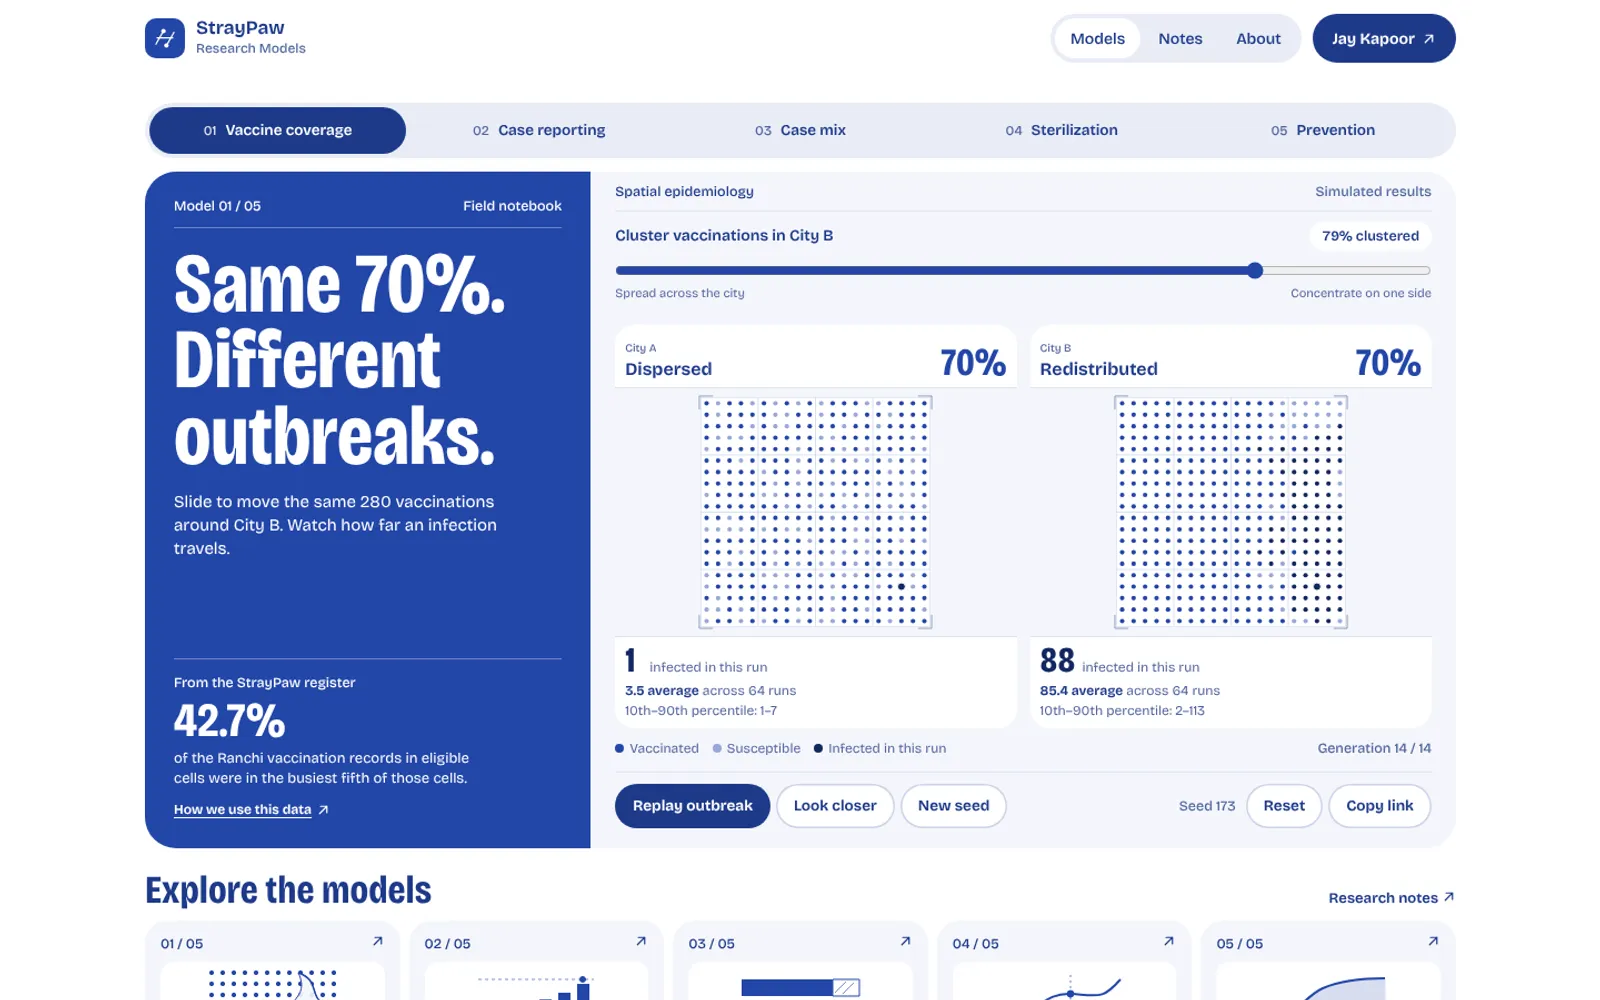 StrayPaw
Research Models
Models
Notes
About
Jay Kapoor ↗
01 Vaccine coverage
02 Case reporting
03 Case mix
04 Sterilization
05 Prevention
Model 01 / 05
Field notebook
Same 70%.
Different
outbreaks.
Slide to move the same 280 vaccinations
around City B. Watch how far an infection
travels.
From the StrayPaw register
42.7%
of the Ranchi vaccination records in eligible
cells were in the busiest fifth of those cells.
How we use this data ↗
Spatial epidemiology
Simulated results
Cluster vaccinations in City B
79% clustered
Spread across the city
Concentrate on one side
City A
Dispersed
70%
City B
Redistributed
70%
1 infected in this run
3.5 average across 64 runs
10th–90th percentile: 1–7
88 infected in this run
85.4 average across 64 runs
10th–90th percentile: 2–113
Vaccinated
Susceptible
Infected in this run
Generation 14 / 14
Replay outbreak
Look closer
New seed
Seed 173
Reset
Copy link
Explore the models
Research notes ↗
01 / 05 ↗
02 / 05 ↗
03 / 05 ↗
04 / 05 ↗
05 / 05 ↗